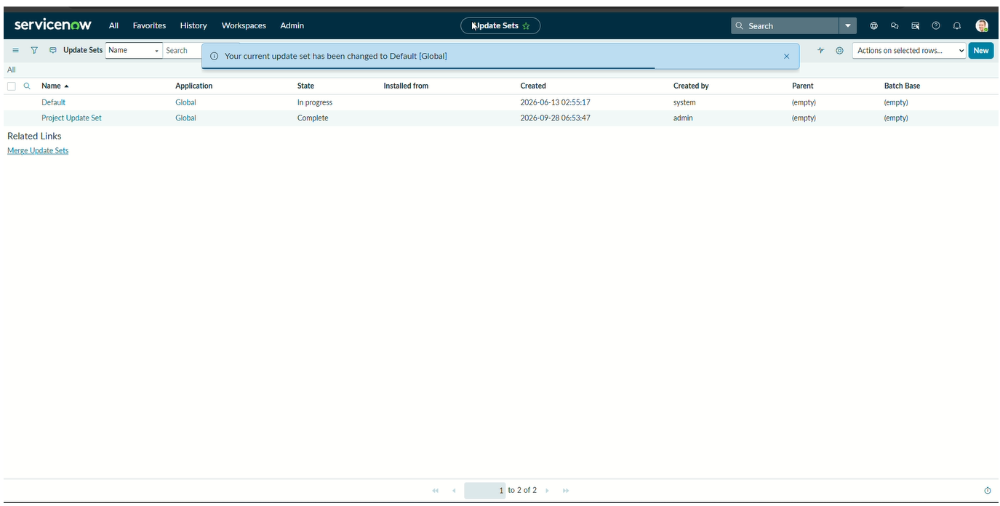 servicenow All Favorites History Workspaces Admin Update Sets Search
Update Sets Name Search Your current update set has been changed to Default [Global] Actions on selected rows... New
All
Name Application State Installed from Created Created by Parent Batch Base
Default Global In progress 2026-06-13 02:55:17 system (empty) (empty)
Project Update Set Global Complete 2026-09-28 06:53:47 admin (empty) (empty)
Related Links
Merge Update Sets
1 to 2 of 2